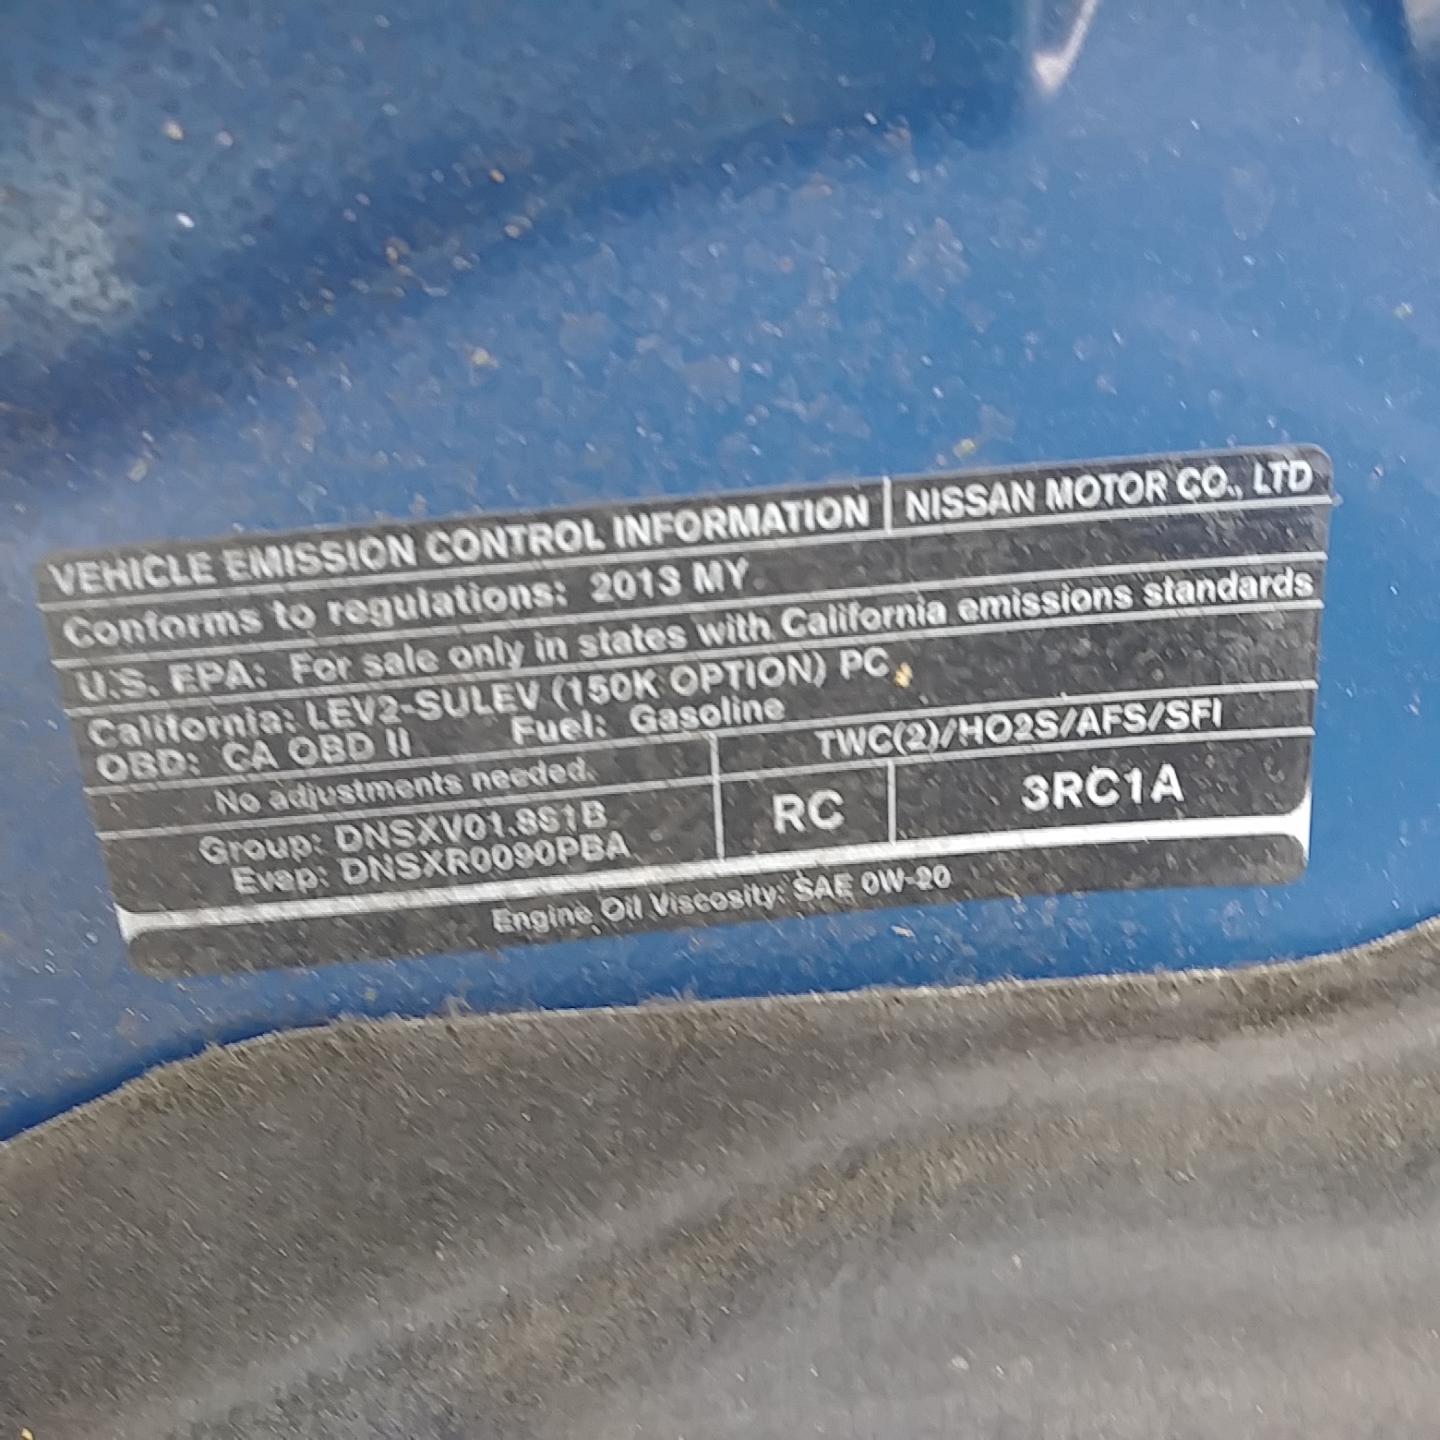 VEHICLE EMISSION CONTROL INFORMATION NISSAN MOTOR CO., LTD
Conforms to regulations: 2013 MY
U.S. EPA: For sale only in states with California emissions standards
California: LEV2-SULEV (150K OPTION) PC
OBD: CA OBD II Fuel: Gasoline
No adjustments needed. TWC(2)/HO2S/AFS/SFI
Group: RC 3RC1A
Evap: DNSXR0090PBA
Engine Oil Viscosity: SAE 0W-20